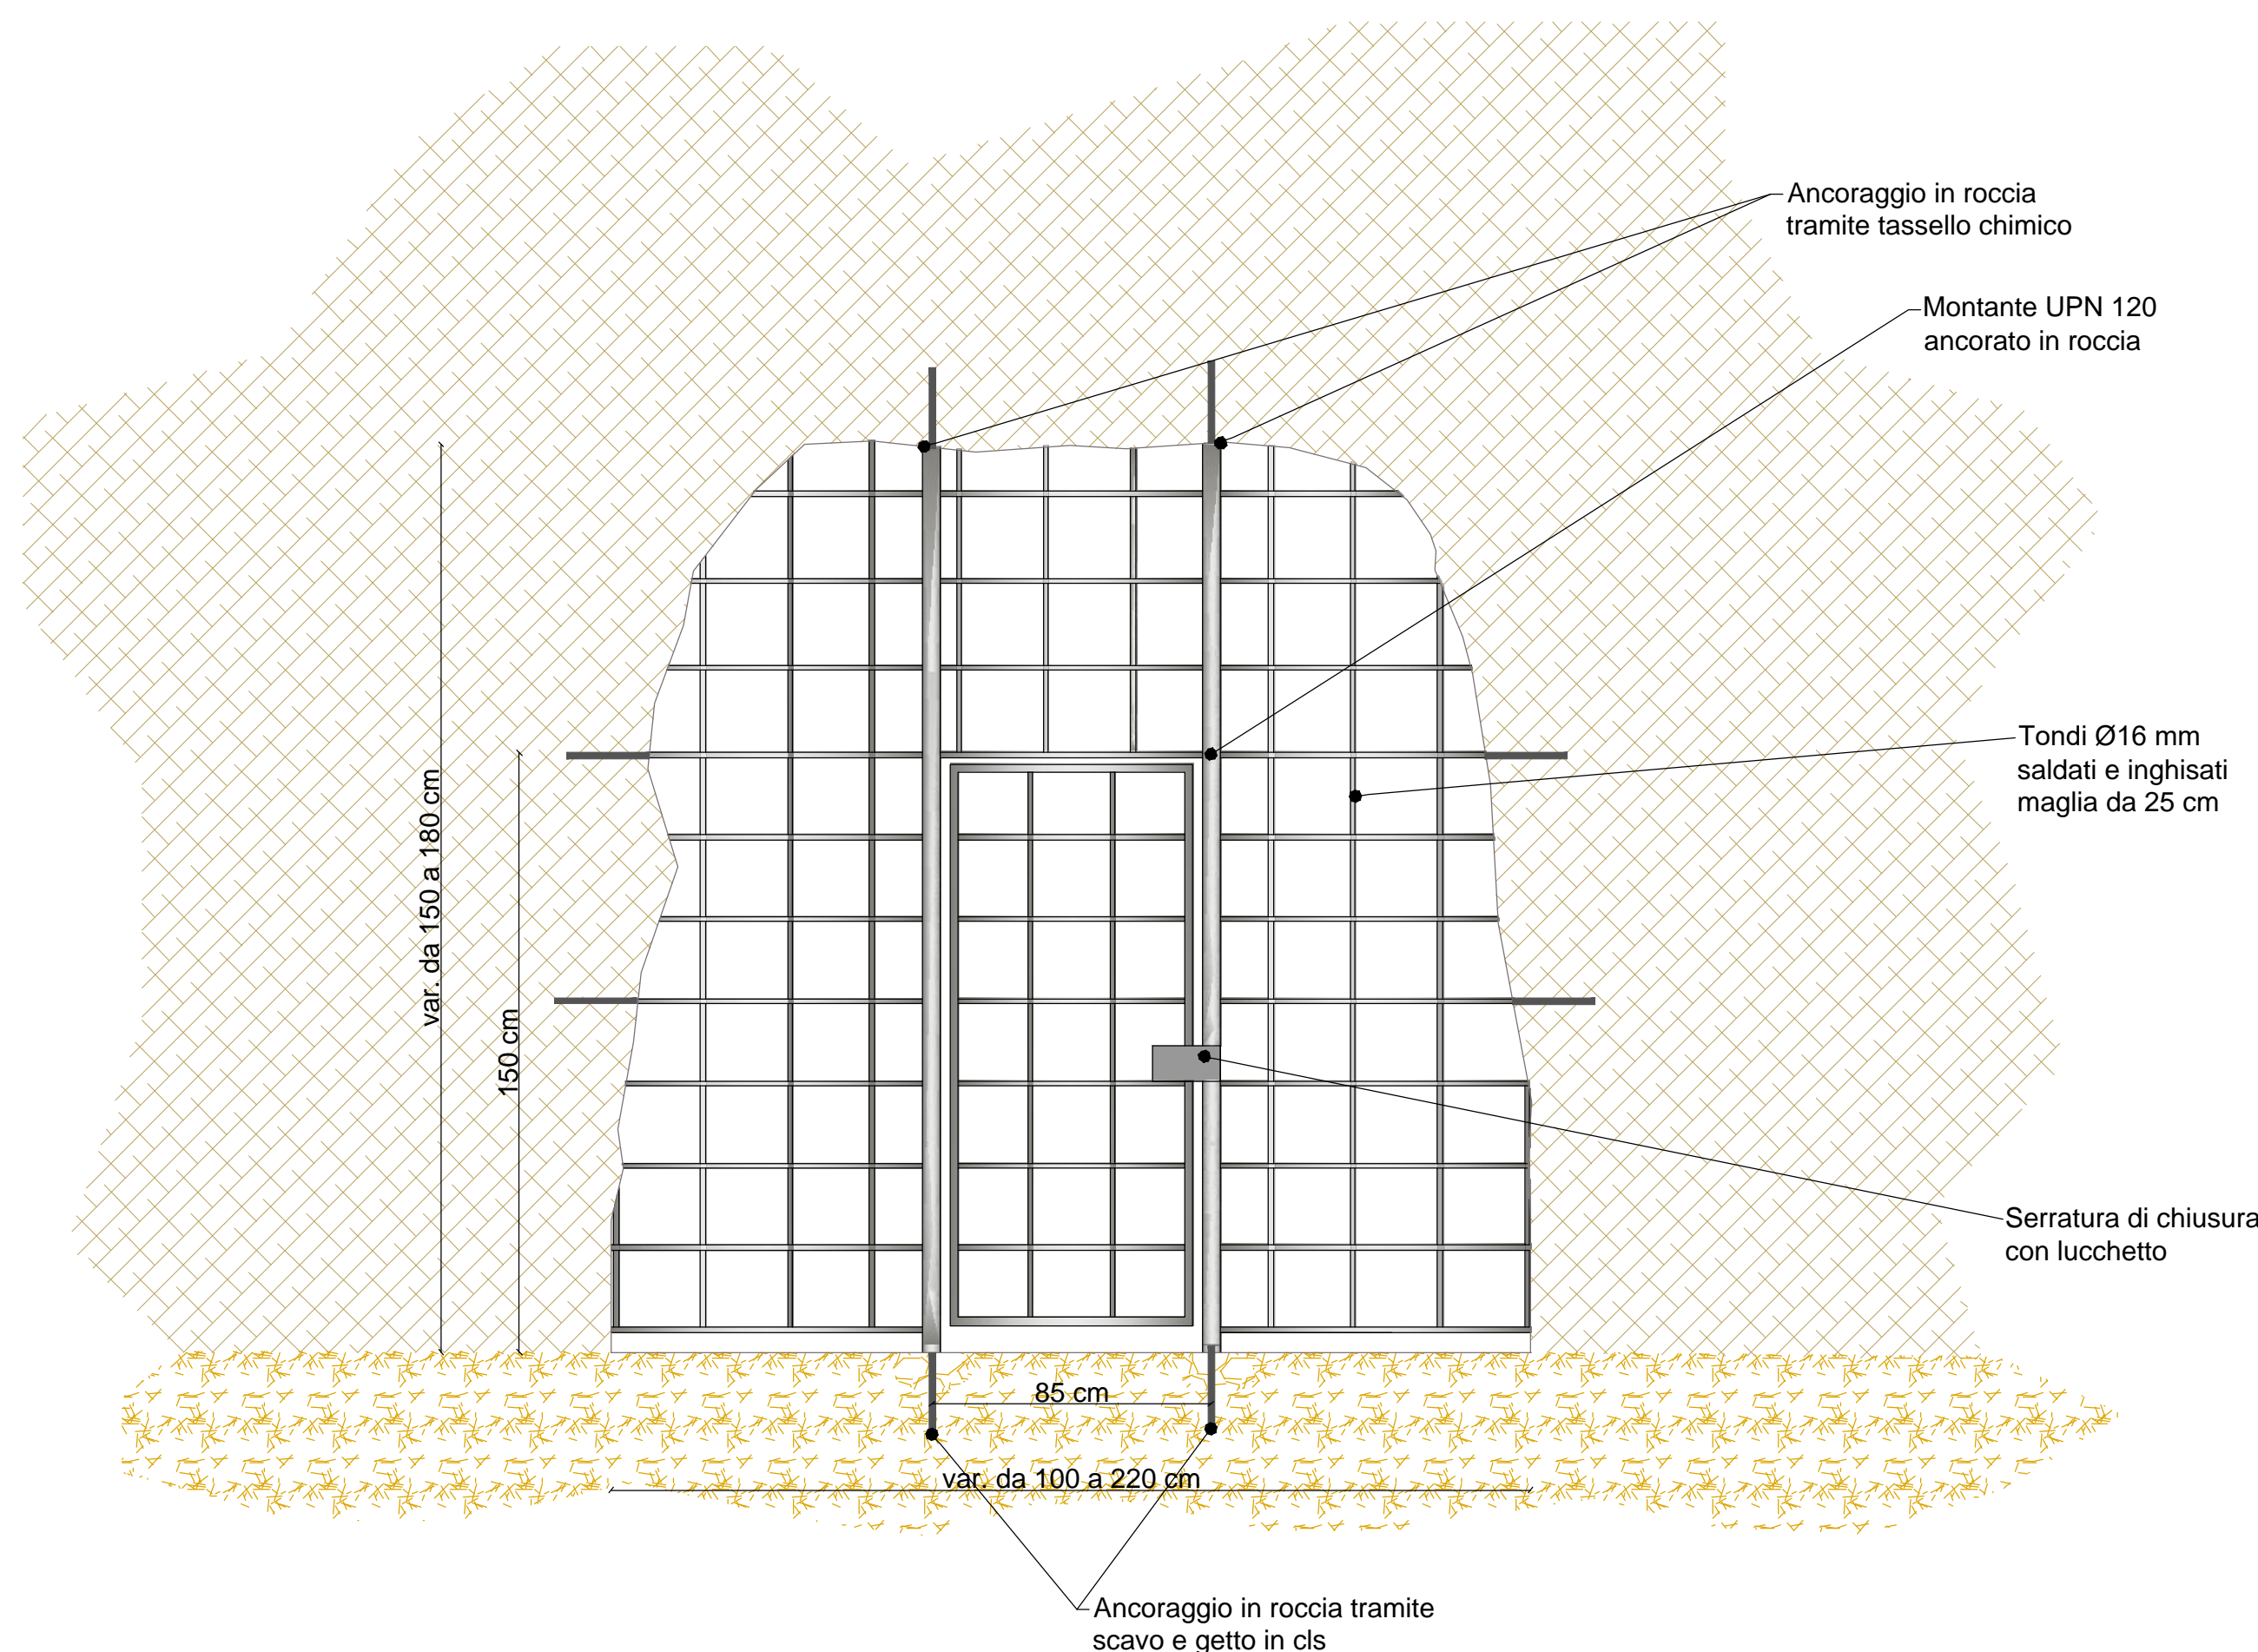 Ancoraggio in roccia
tramite tassello chimico
Montante UPN 120
ancorato in roccia
Tondi Ø16 mm
saldati e inghisati
maglia da 25 cm
var. da 150 a 180 cm
150 cm
Serratura di chiusura
con lucchetto
85 cm
var. da 100 a 220 cm
Ancoraggio in roccia tramite
scavo e getto in cls